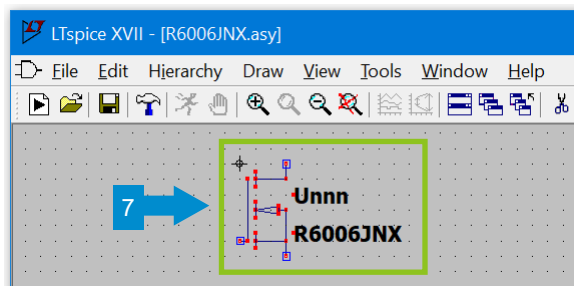 LTspice XVII - [R6006JNX.asy]
File Edit Hierarchy Draw View Tools Window Help
Unnn
7
R6006JNX